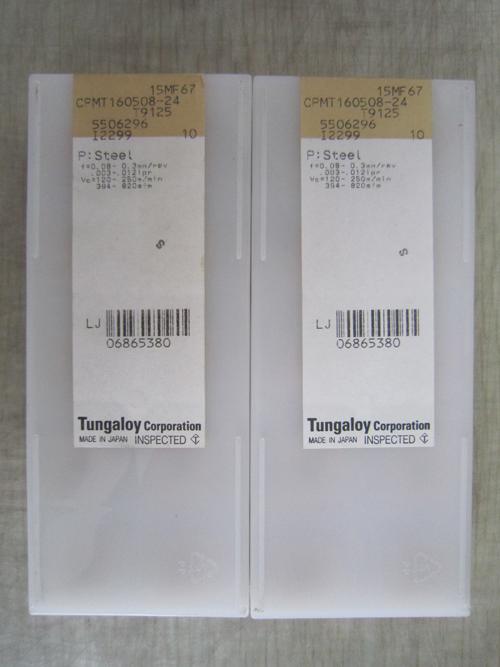 15MF67
CPMT160508-24
T9125
5506296
I2299 10
P:Steel
f=0.08- 0.3mm/rev
.003-.012ipr
Vc=120- 250m/min
394- 820sfm
S
LJ
06865380
Tungaloy Corporation
MADE IN JAPAN INSPECTED
15MF67
CPMT160508-24
T9125
5506296
I2299 10
P:Steel
f=0.08- 0.3mm/rev
.003-.012ipr
Vc=120- 250m/min
394- 820sfm
S
LJ
06865380
Tungaloy Corporation
MADE IN JAPAN INSPECTED